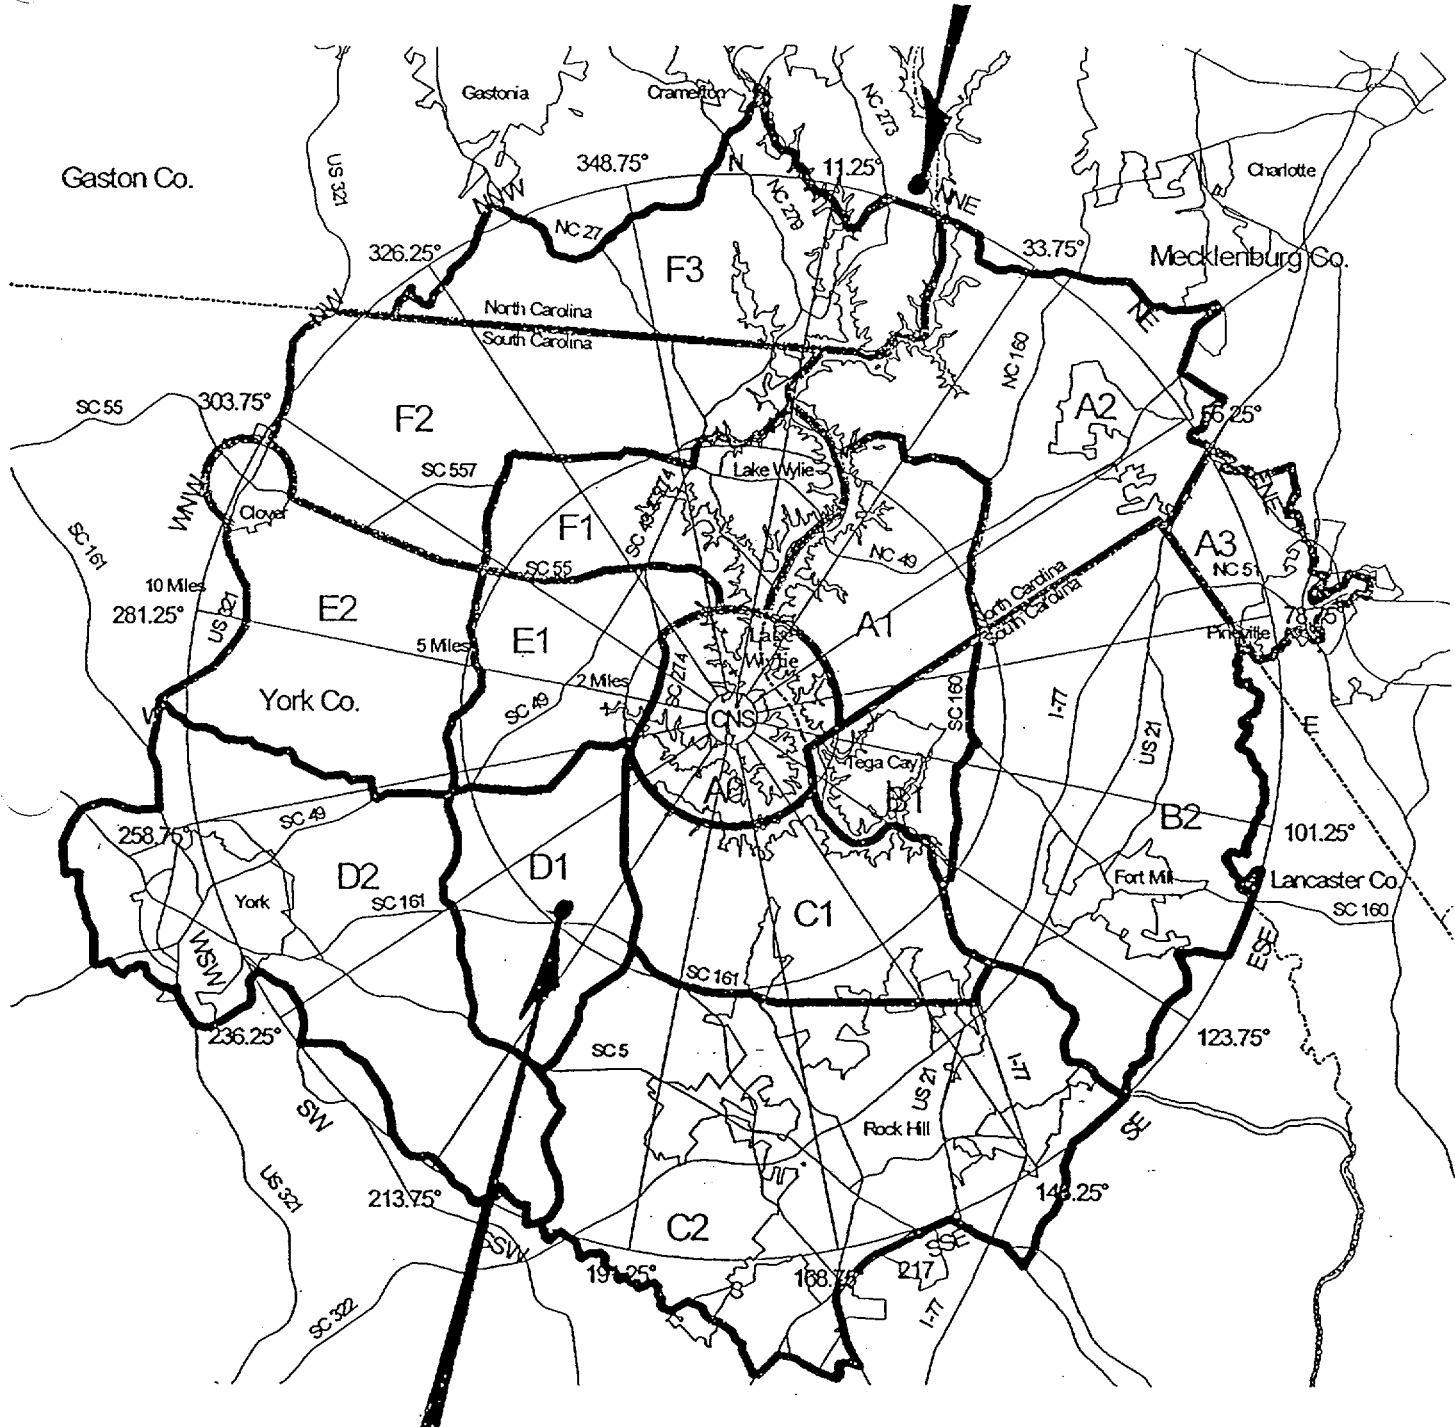 Gastonia
Cramerton
NC 273
Charlotte
Gaston Co.
US 321
348.75°
N
11.25°
NNW
NC 279
NNE
NC 27
326.25°
33.75°
Mecklenburg Co.
F3
NW
North Carolina
South Carolina
NE
NC 160
SC 55
303.75°
F2
A2
56.25°
SC 557
Lake Wylie
WNW
Clover
ENE
F1
SC 161
NC 49
A3
SC 55
NC 51
North Carolina
South Carolina
10 Miles
281.25°
US 321
E2
E1
A1
Lake
Wylie
Pineville
5 Miles
2 Miles
SC 274
York Co.
SC 49
CNS
SC 160
I-77
US 21
W
E
Tega Cay
A0
B2
258.75°
SC 49
101.25°
D2
D1
Fort Mill
Lancaster Co.
York
SC 161
C1
SC 160
WSW
ESE
SC 161
236.25°
123.75°
SC 5
I-77
US 21
SW
Rock Hill
SE
US 321
213.75°
C2
SSW
SSE
191.25°
168.75°
217
S
SC 322
I-77